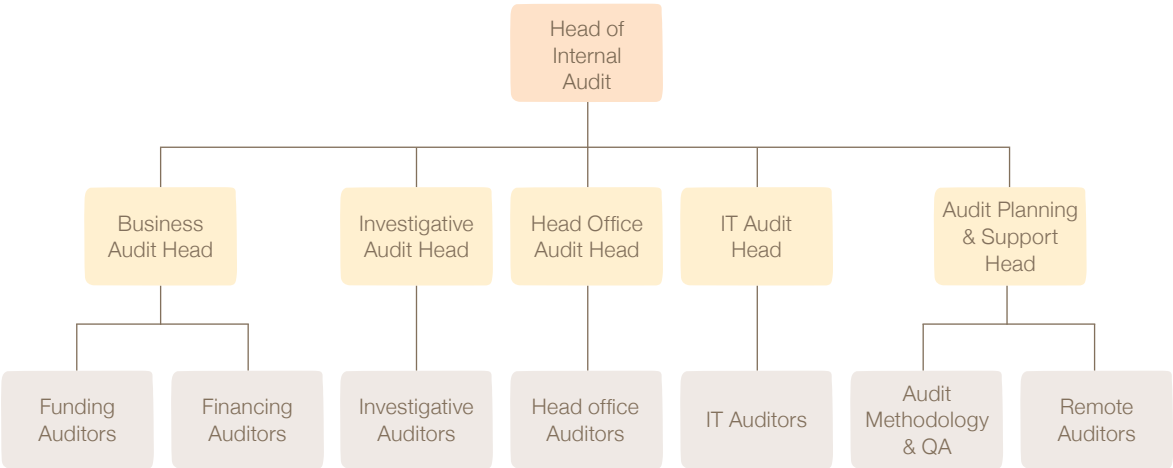 Head of
Internal
Audit
Business
Audit Head
Investigative
Audit Head
Head Office
Audit Head
IT Audit
Head
Audit Planning
& Support
Head
Funding
Auditors
Financing
Auditors
Investigative
Auditors
Head office
Auditors
IT Auditors
Audit
Methodology
& QA
Remote
Auditors